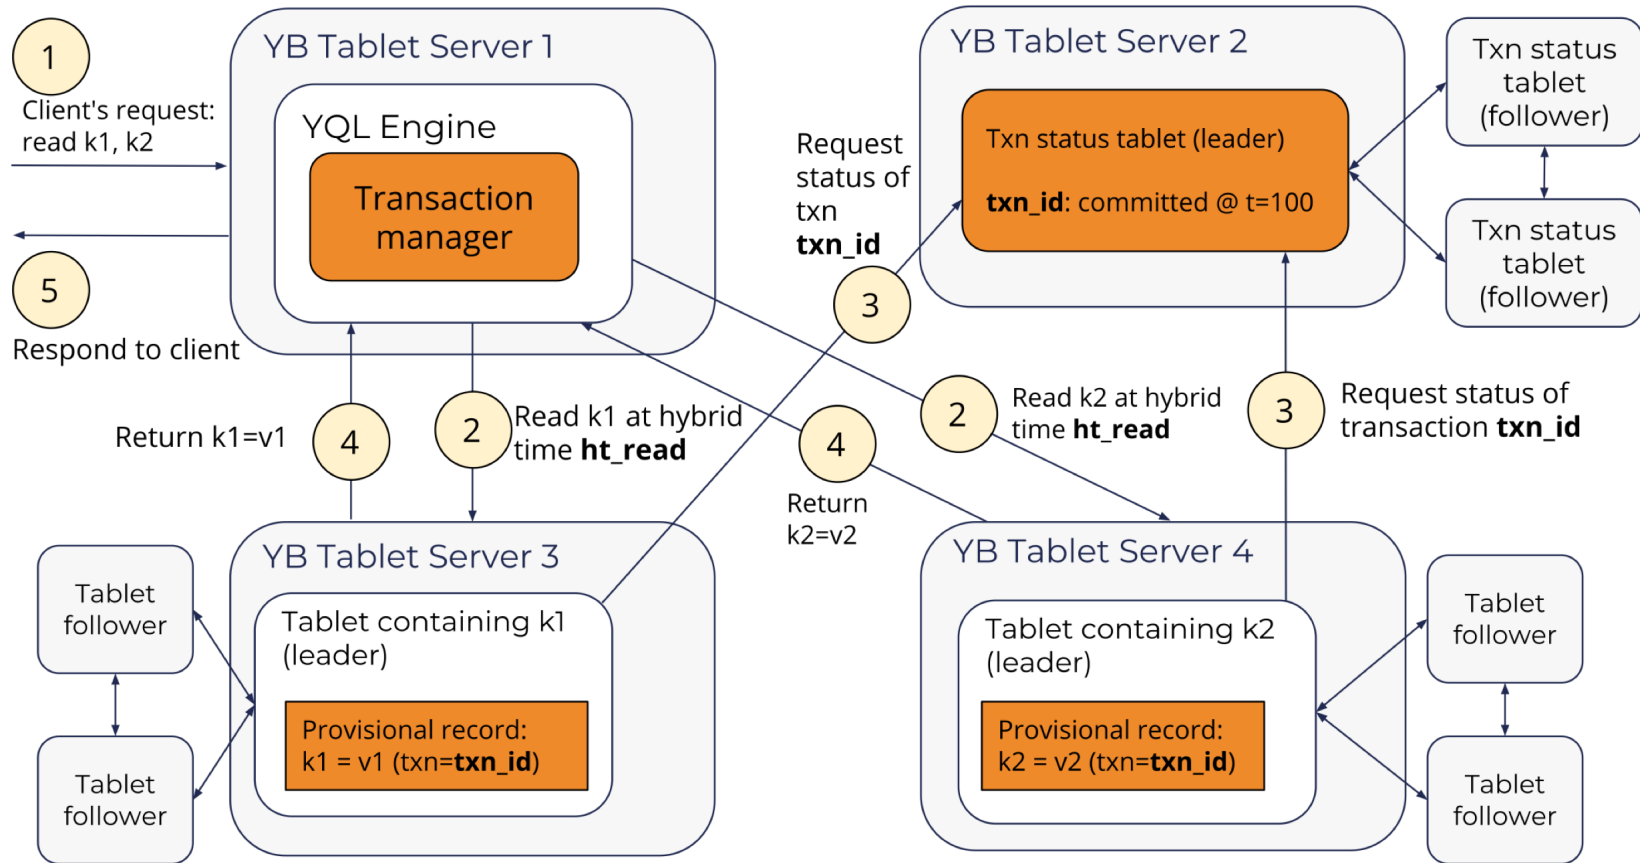 1
Client's request:
read k1, k2
5
Respond to client
YB Tablet Server 1
YQL Engine
Transaction
manager
YB Tablet Server 2
Txn status tablet (leader)
txn_id: committed @ t=100
Txn status
tablet
(follower)
Txn status
tablet
(follower)
Request
status of
txn
txn_id
3
Return k1=v1
4
2
Read k1 at hybrid
time ht_read
4
Return
k2=v2
2
Read k2 at hybrid
time ht_read
3
Request status of
transaction txn_id
YB Tablet Server 3
Tablet containing k1
(leader)
Provisional record:
k1 = v1 (txn=txn_id)
Tablet
follower
Tablet
follower
YB Tablet Server 4
Tablet containing k2
(leader)
Provisional record:
k2 = v2 (txn=txn_id)
Tablet
follower
Tablet
follower